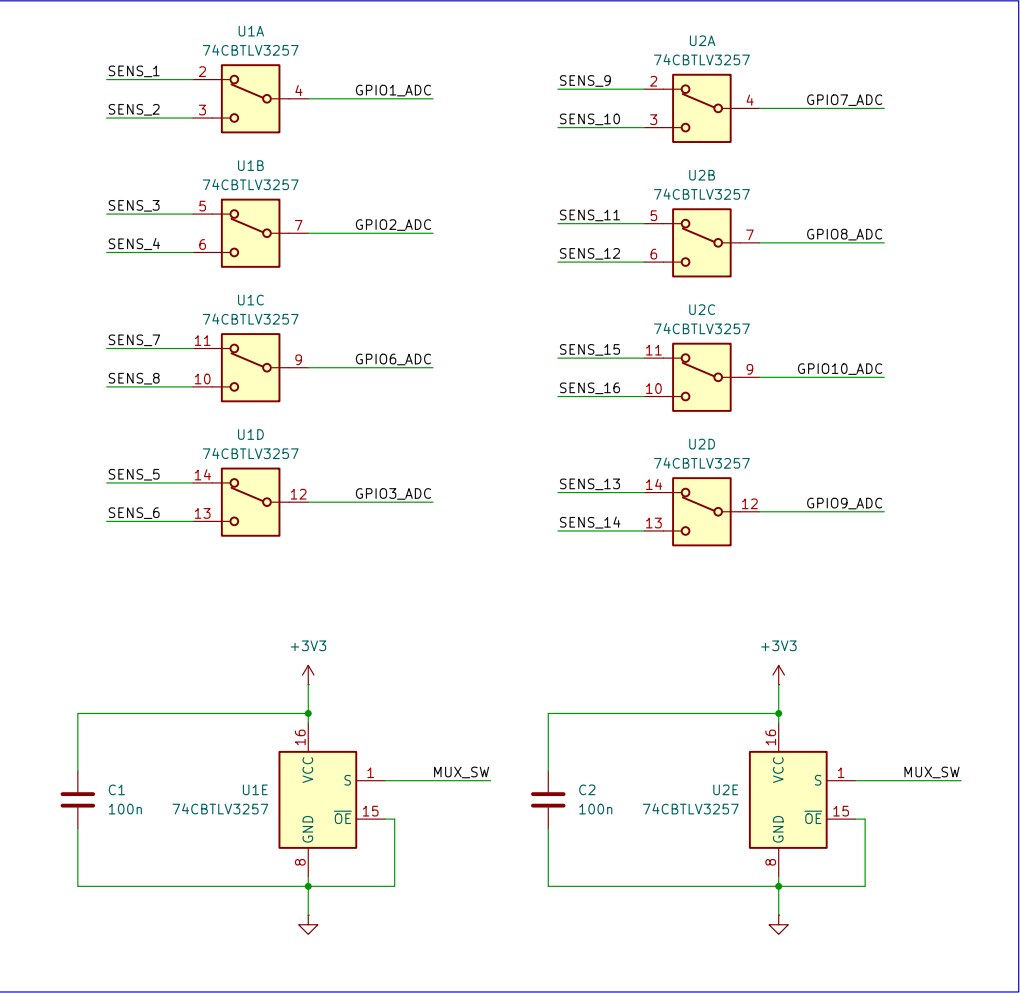 U1A
74CBTLV3257
SENS_1 2
4 GPIO1_ADC
SENS_2 3
U1B
74CBTLV3257
SENS_3 5
7 GPIO2_ADC
SENS_4 6
U1C
74CBTLV3257
SENS_7 11
9 GPIO6_ADC
SENS_8 10
U1D
74CBTLV3257
SENS_5 14
12 GPIO3_ADC
SENS_6 13
U2A
74CBTLV3257
SENS_9 2
4 GPIO7_ADC
SENS_10 3
U2B
74CBTLV3257
SENS_11 5
7 GPIO8_ADC
SENS_12 6
U2C
74CBTLV3257
SENS_15 11
9 GPIO10_ADC
SENS_16 10
U2D
74CBTLV3257
SENS_13 14
12 GPIO9_ADC
SENS_14 13
+3V3
16
VCC
S 1 MUX_SW
C1
100n
U1E
74CBTLV3257
OE 15
GND
8
+3V3
16
VCC
S 1 MUX_SW
C2
100n
U2E
74CBTLV3257
OE 15
GND
8